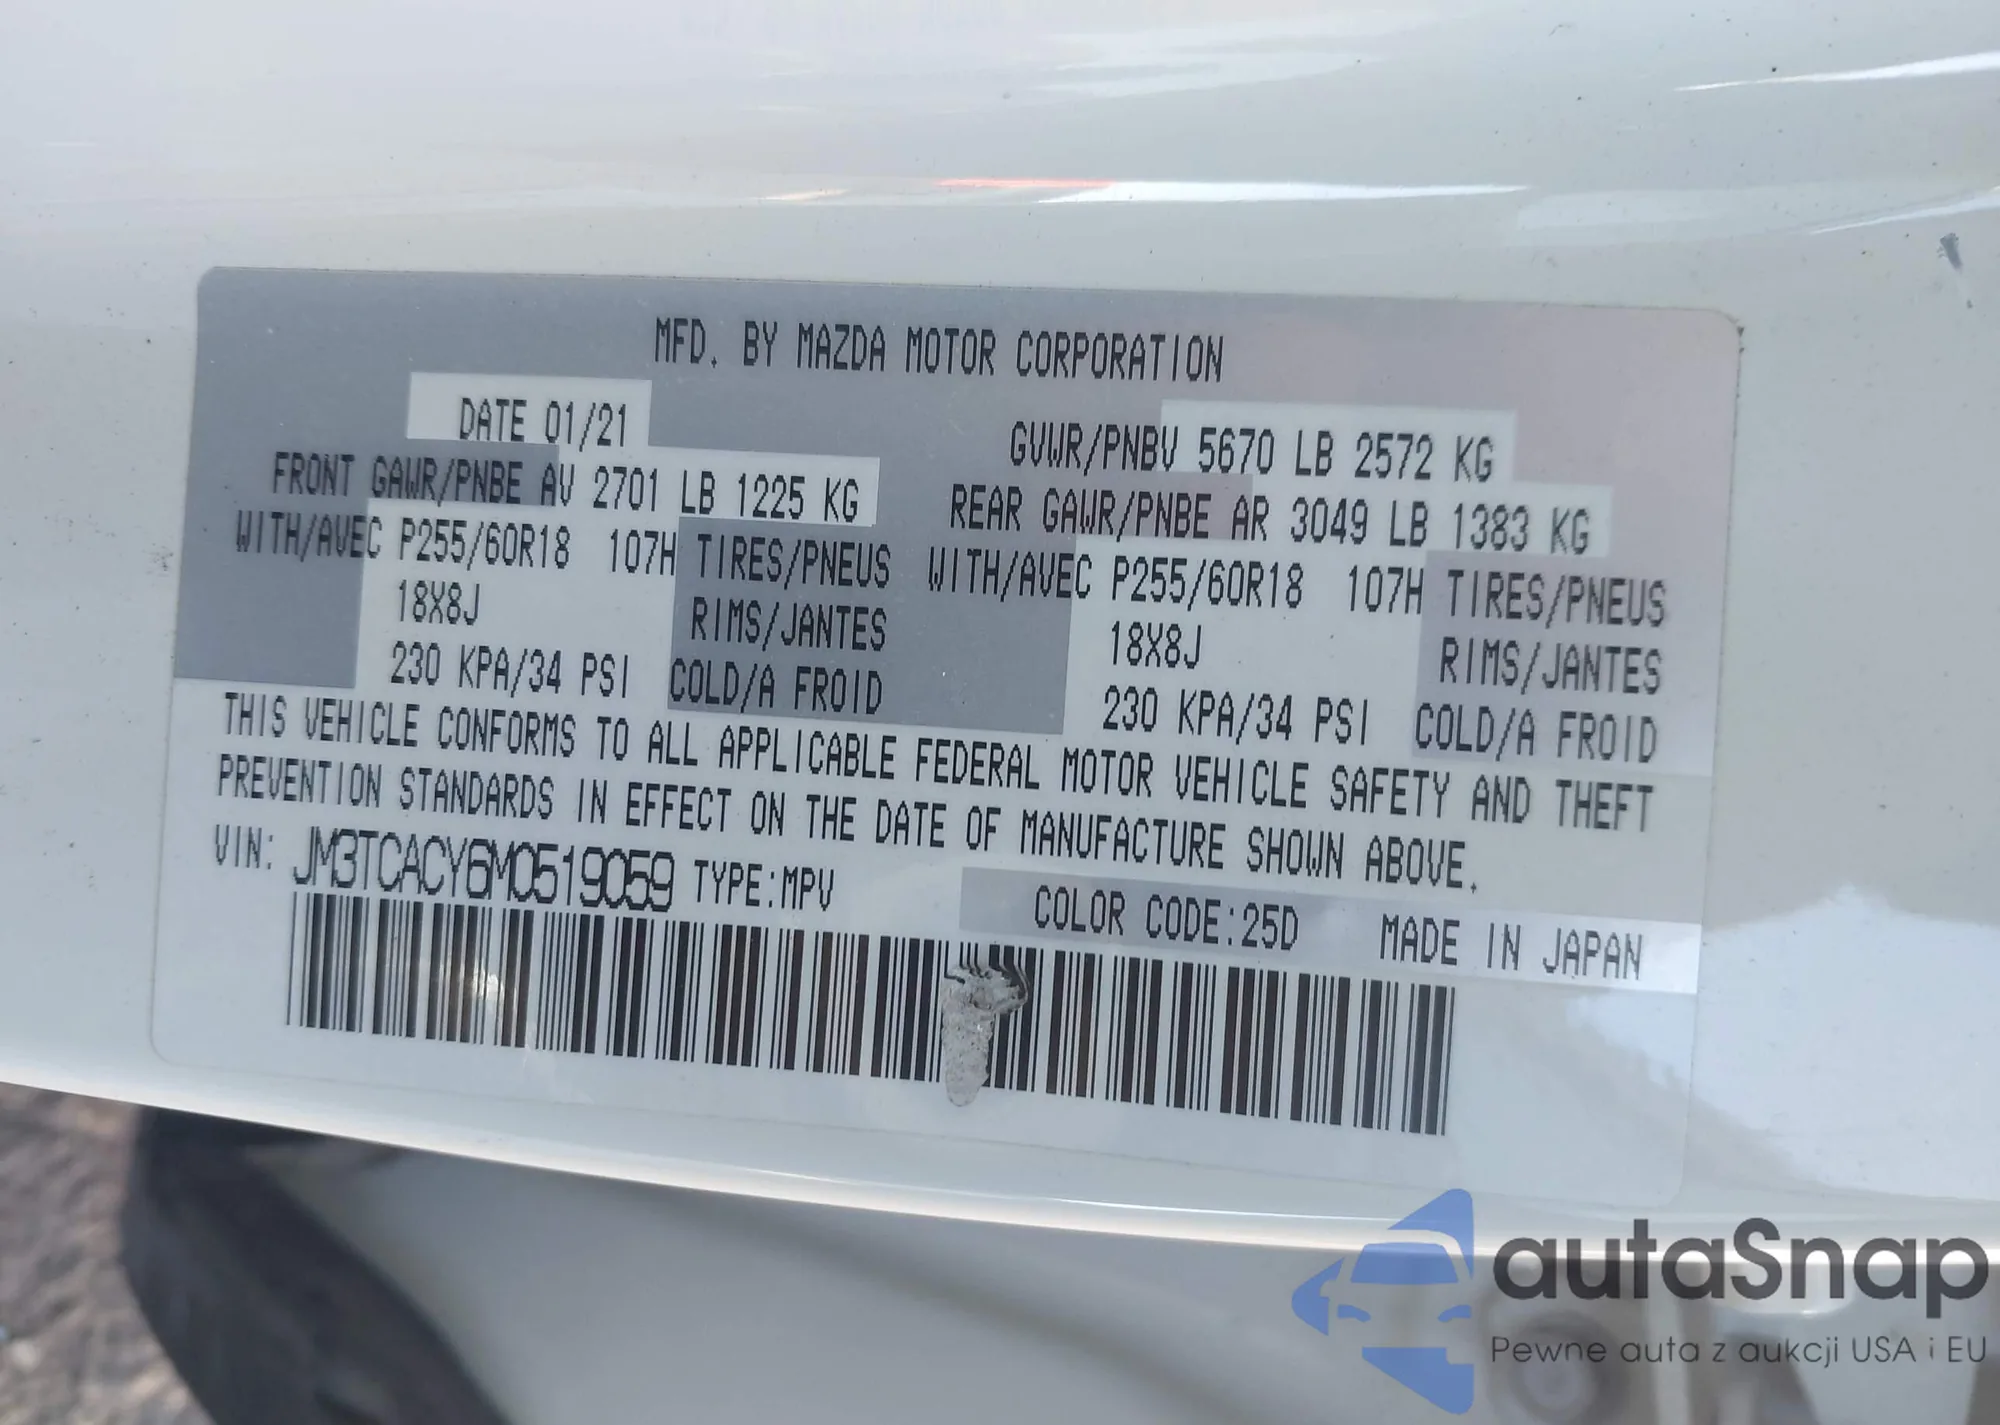 MFD. BY MAZDA MOTOR CORPORATION
DATE 01/21 GVWR/PNBV 5670 LB 2572 KG
FRONT GAWR/PNBE AV 2701 LB 1225 KG REAR GAWR/PNBE AR 3049 LB 1383 KG
WITH/AVEC P255/60R18 107H TIRES/PNEUS WITH/AVEC P255/60R18 107H TIRES/PNEUS
18X8J RIMS/JANTES 18X8J RIMS/JANTES
230 KPA/34 PSI COLD/A FROID 230 KPA/34 PSI COLD/A FROID
THIS VEHICLE CONFORMS TO ALL APPLICABLE FEDERAL MOTOR VEHICLE SAFETY AND THEFT
PREVENTION STANDARDS IN EFFECT ON THE DATE OF MANUFACTURE SHOWN ABOVE.
VIN: JM3TCACY6M0519059 TYPE:MPV
COLOR CODE:25D MADE IN JAPAN
autaSnap
Pewne auta z aukcji USA i EU